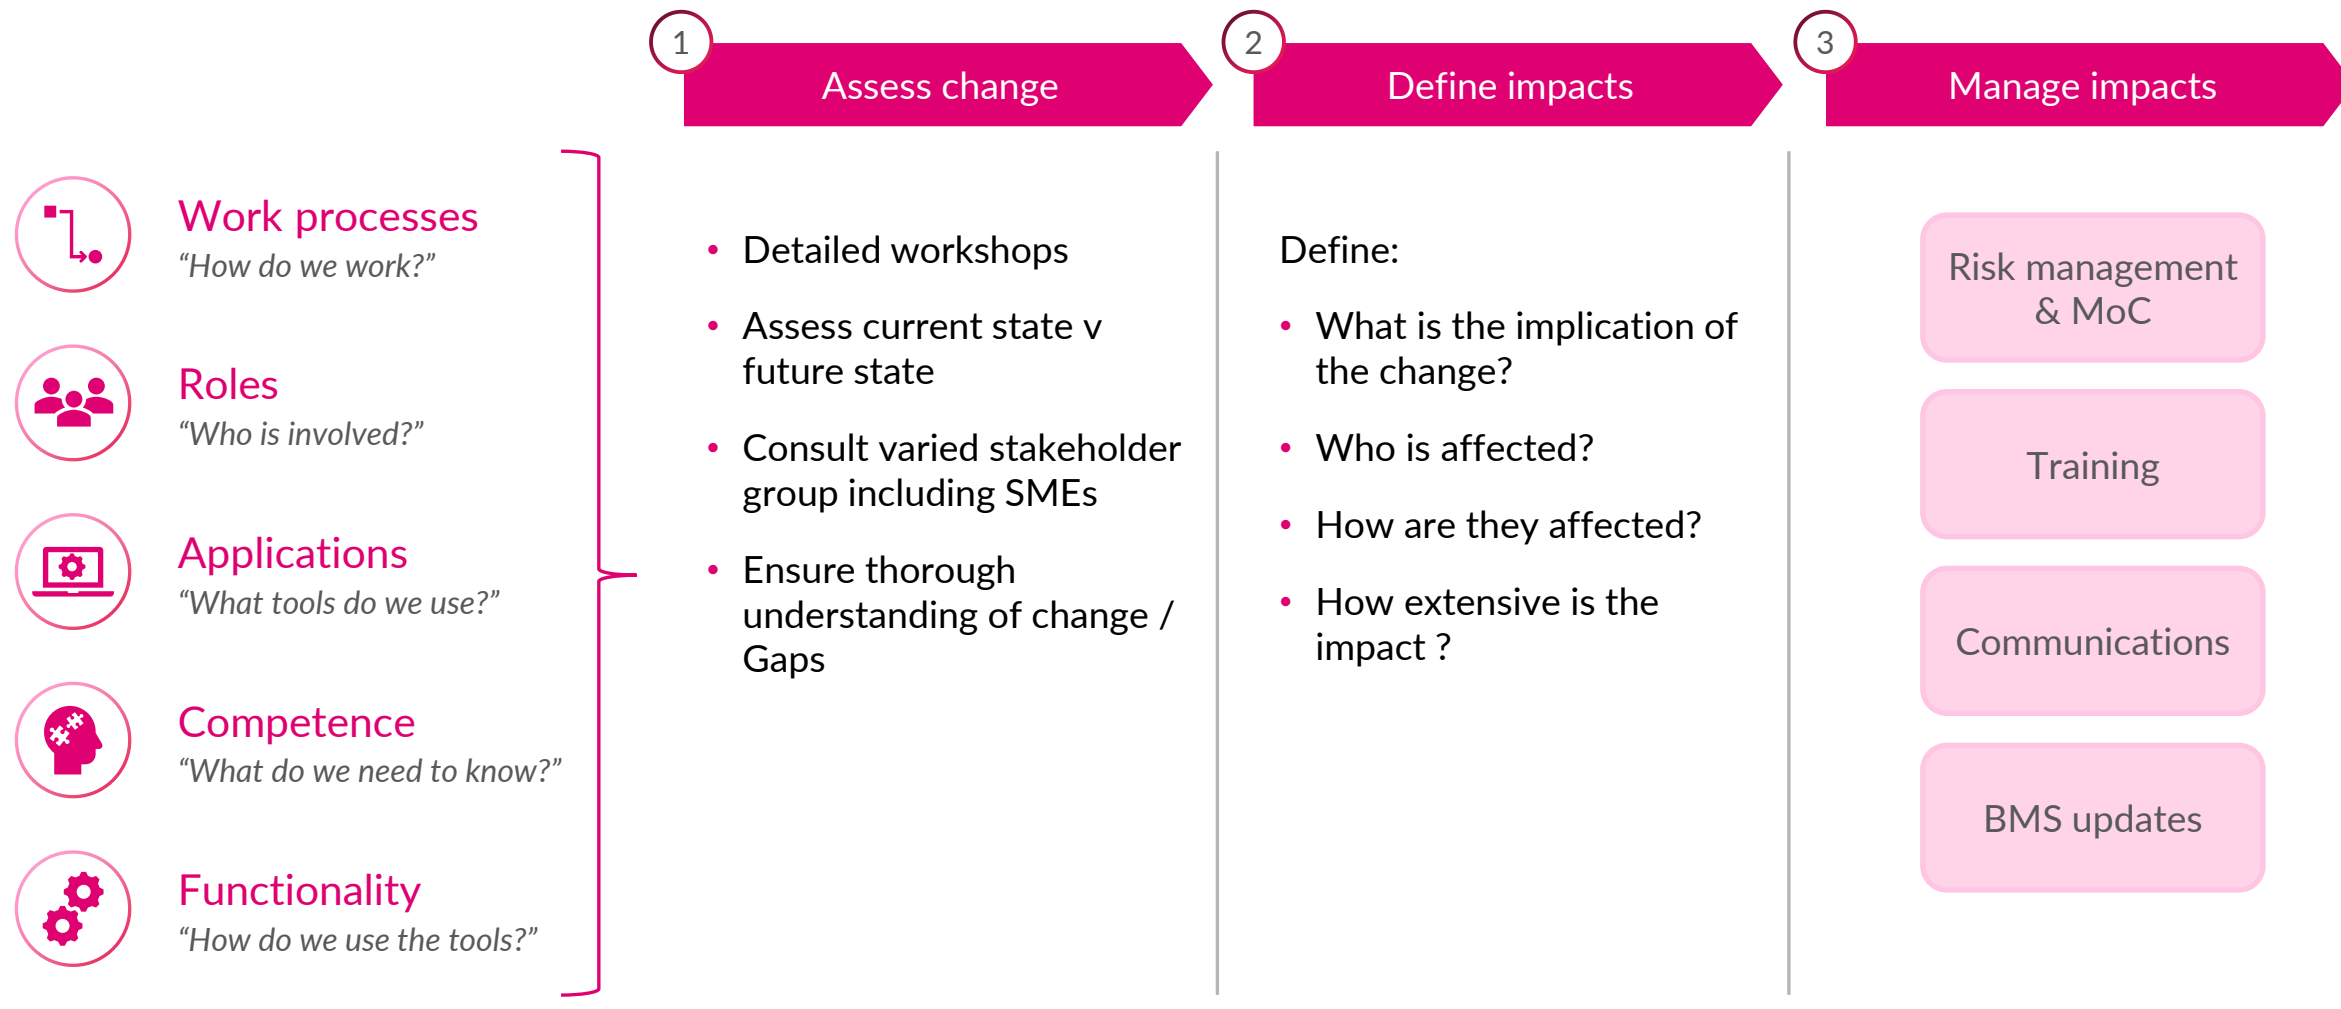 1
Assess change
2
Define impacts
3
Manage impacts
Work processes
“How do we work?”
Roles
“Who is involved?”
Applications
“What tools do we use?”
Competence
“What do we need to know?”
Functionality
“How do we use the tools?”
• Detailed workshops
• Assess current state v
future state
• Consult varied stakeholder
group including SMEs
• Ensure thorough
understanding of change /
Gaps
Define:
• What is the implication of
the change?
• Who is affected?
• How are they affected?
• How extensive is the
impact ?
Risk management
& MoC
Training
Communications
BMS updates